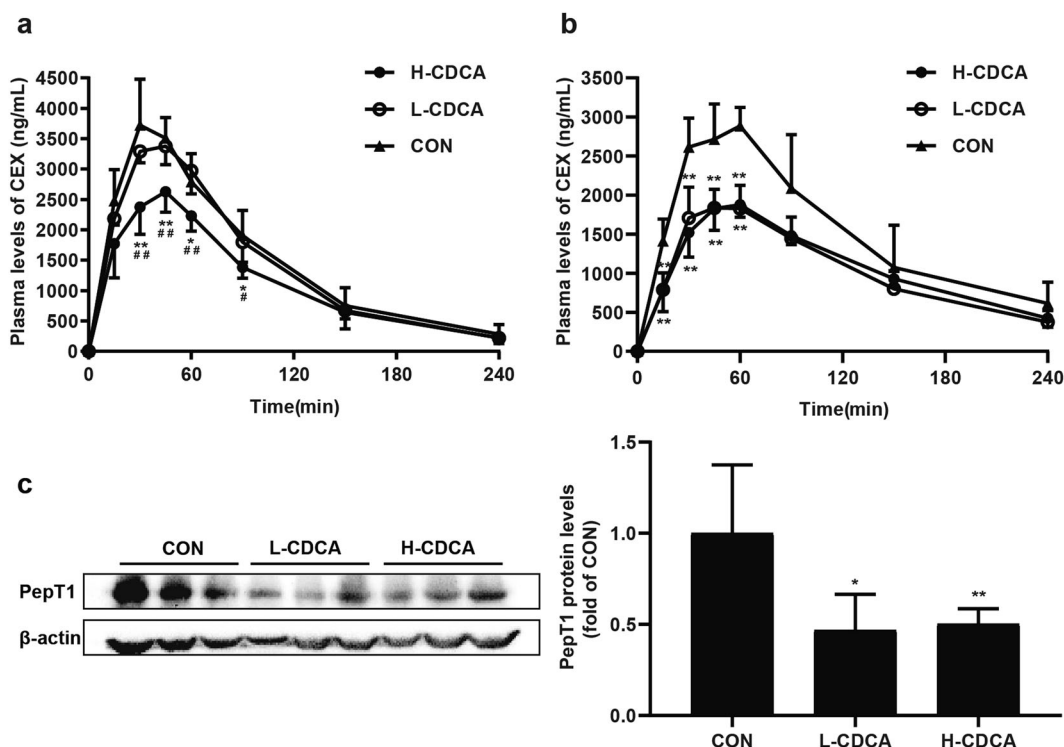 a
Plasma levels of CEX (ng/mL)
4500
4000
3500
3000
2500
2000
1500
1000
500
0
0
60
120
180
240
Time(min)
H-CDCA
L-CDCA
CON
**
##
**
##
*
##
*
#
b
Plasma levels of CEX (ng/mL)
3500
3000
2500
2000
1500
1000
500
0
0
60
120
180
240
Time(min)
H-CDCA
L-CDCA
CON
**
**
**
**
**
**
**
**
c
CON
L-CDCA
H-CDCA
PepT1
β-actin
PepT1 protein levels
(fold of CON)
1.5
1.0
0.5
0.0
*
**
CON
L-CDCA
H-CDCA